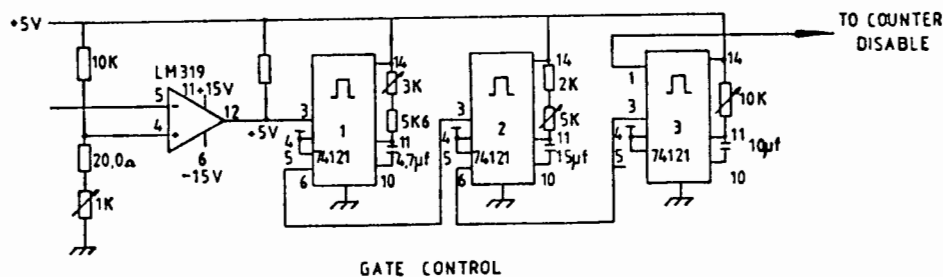 +5V
TO COUNTER
DISABLE
10K
LM319
11+15V
5
-
4
+
12
+5V
6
-15V
20,0Ω
1K
3
4
5
6
1
74121
14
3K
5K6
11
4,7µf
10
3
4
5
6
2
74121
14
2K
5K
11
15µf
10
1
3
4
5
3
74121
14
10K
11
10µf
10
GATE CONTROL